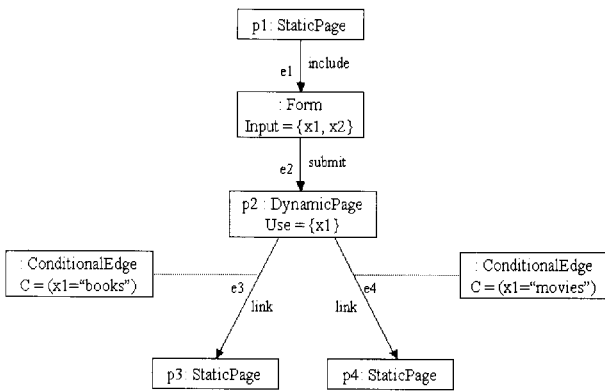 p1 : StaticPage
e1
include
: Form
Input = {x1, x2}
e2
submit
p2 : DynamicPage
Use = {x1}
: ConditionalEdge
C = (x1="books")
: ConditionalEdge
C = (x1="movies")
e3
link
e4
link
p3 : StaticPage
p4 : StaticPage